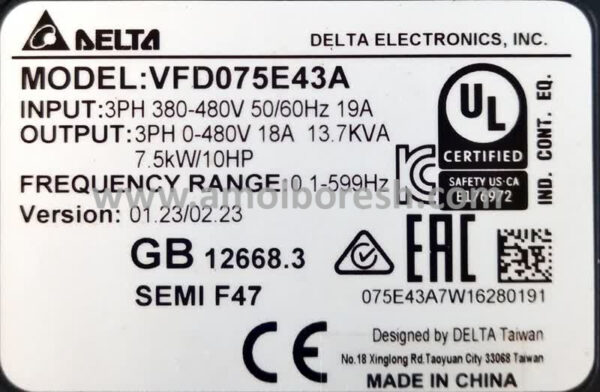 DELTA
DELTA ELECTRONICS, INC.
MODEL:VFD075E43A
INPUT:3PH 380-480V 50/60Hz 19A
OUTPUT:3PH 0-480V 18A 13.7KVA
7.5kW/10HP
FREQUENCY RANGE: 0.1-599Hz
Version: 01.23/02.23
UL
CERTIFIED
SAFETY US·CA
E176972
IND. CONT. EQ.
www.amoiboresh.com
GB 12668.3
SEMI F47
EAC
075E43A7W16280191
CE
Designed by DELTA Taiwan
No.18 Xinglong Rd.Taoyuan City 33068 Taiwan
MADE IN CHINA